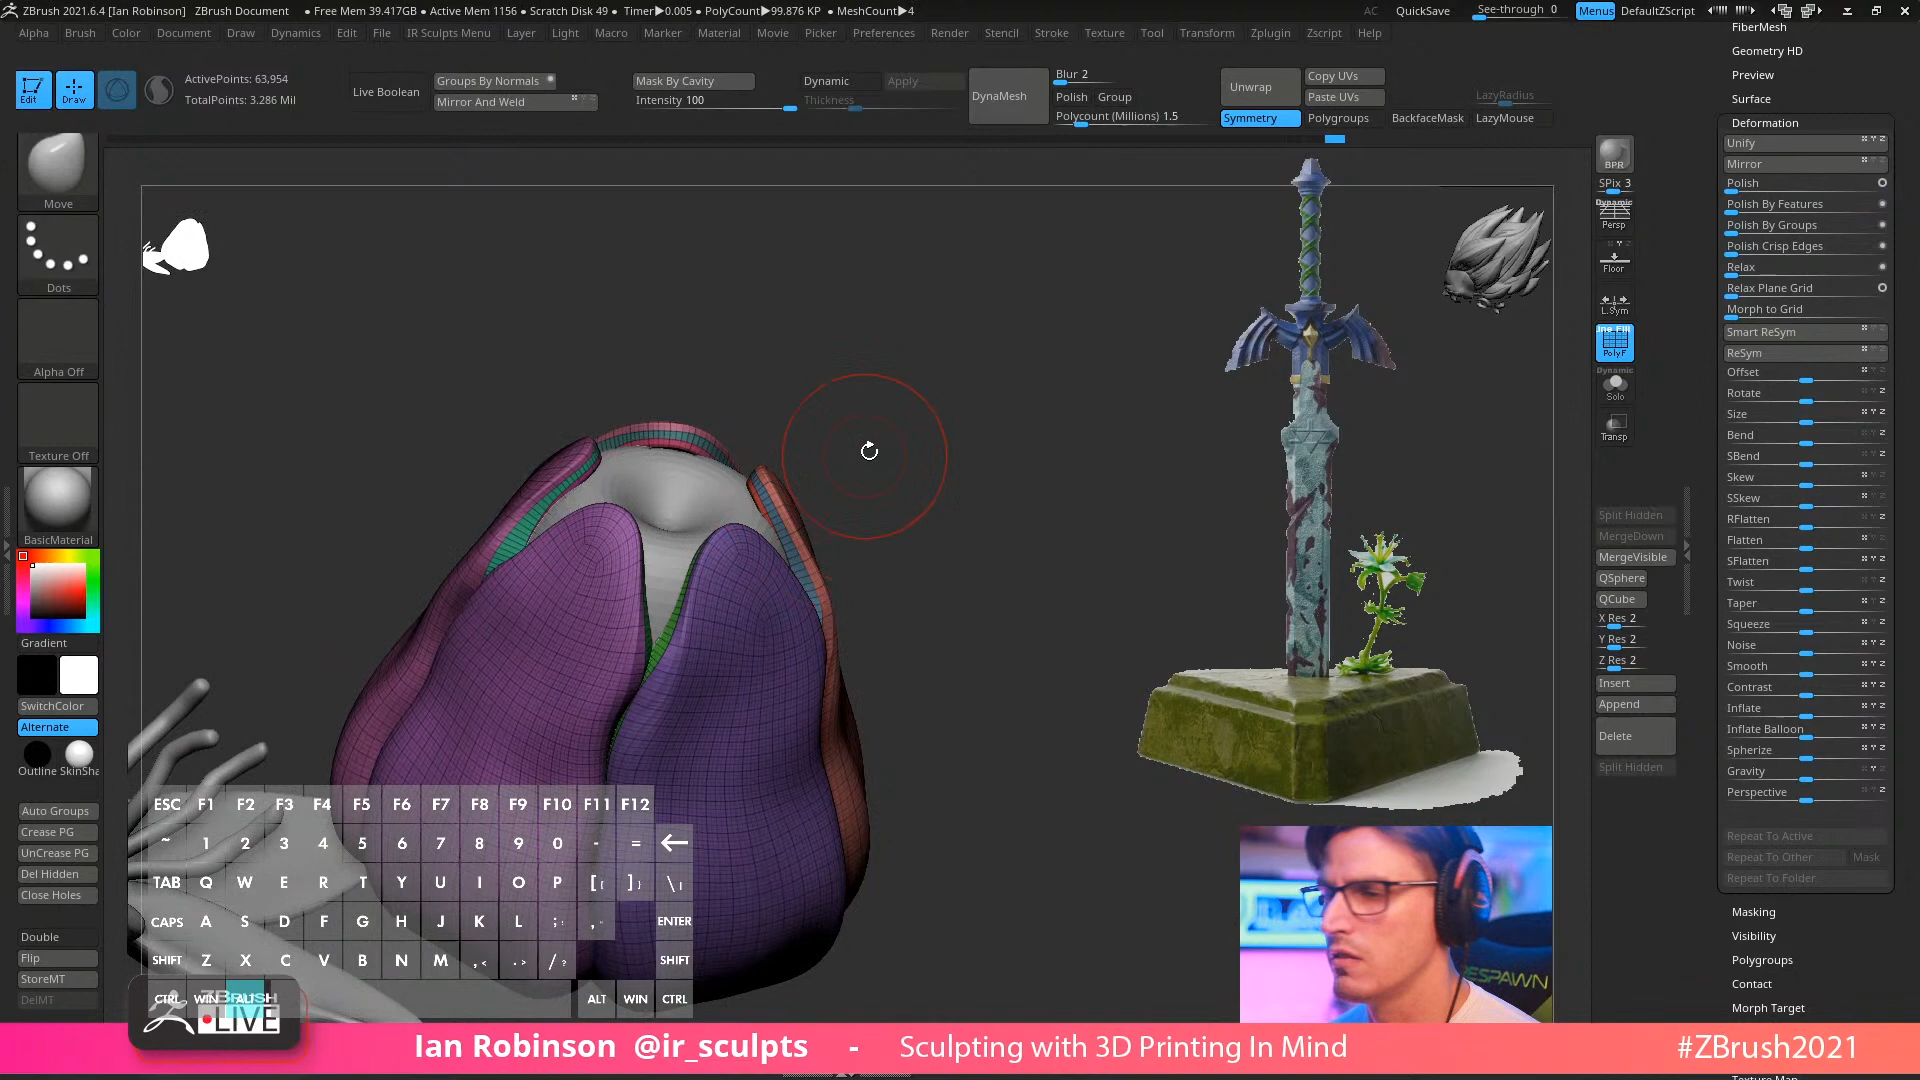 ZBrush 2021.6.4 [Ian Robinson] ZBrush Document ● Free Mem 39.417GB ● Active Mem 1156 ● Scratch Disk 49 ● Timer▶0.005 ● PolyCount▶99.876 KP ● MeshCount▶4 AC QuickSave See-through 0 Menus DefaultZScript
Alpha Brush Color Document Draw Dynamics Edit File IR Sculpts Menu Layer Light Macro Marker Material Movie Picker Preferences Render Stencil Stroke Texture Tool Transform Zplugin Zscript Help
Edit Draw
ActivePoints: 63,954
TotalPoints: 3.286 Mil
Live Boolean
Groups By Normals
Mirror And Weld
Mask By Cavity
Intensity 100
Dynamic Apply
Thickness
DynaMesh
Blur 2
Polish Group
Polycount (Millions) 1.5
Unwrap
Symmetry
Copy UVs
Paste UVs
Polygroups
BackfaceMask
LazyRadius
LazyMouse
Move
Dots
Alpha Off
Texture Off
BasicMaterial
Gradient
SwitchColor
Alternate
Outline SkinSha
Auto Groups
Crease PG
UnCrease PG
Del Hidden
Close Holes
Double
Flip
StoreMT
DelMT
BPR
SPix 3
Dynamic
Persp
Floor
L.Sym
Line Fill
PolyF
Dynamic
Solo
Transp
Split Hidden
MergeDown
MergeVisible
QSphere
QCube
X Res 2
Y Res 2
Z Res 2
Insert
Append
Delete
Split Hidden
FiberMesh
Geometry HD
Preview
Surface
Deformation
Unify
Mirror
Polish
Polish By Features
Polish By Groups
Polish Crisp Edges
Relax
Relax Plane Grid
Morph to Grid
Smart ReSym
ReSym
Offset
Rotate
Size
Bend
SBend
Skew
SSkew
RFlatten
Flatten
SFlatten
Twist
Taper
Squeeze
Noise
Smooth
Contrast
Inflate
Inflate Balloon
Spherize
Gravity
Perspective
Repeat To Active
Repeat To Other Mask
Repeat To Folder
Masking
Visibility
Polygroups
Contact
Morph Target
ESC F1 F2 F3 F4 F5 F6 F7 F8 F9 F10 F11 F12
~ 1 2 3 4 5 6 7 8 9 0 - = ←
TAB Q W E R T Y U I O P [{ ]} \|
CAPS A S D F G H J K L ;: ENTER
SHIFT Z X C V B N M ,< .> /? SHIFT
CTRL WIN ALT ALT WIN CTRL
ZBRUSH
LIVE
RESPAWN
Ian Robinson @ir_sculpts - Sculpting with 3D Printing In Mind #ZBrush2021